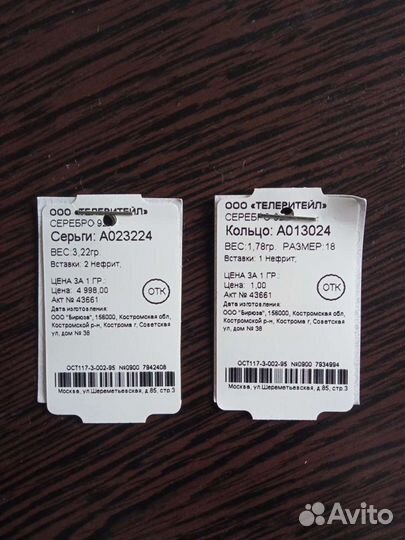 ООО «ТЕЛЕРИТЕЙЛ»
СЕРЕБРО
Серьги: А023224
ВЕС:3,22гр.
Вставки: 2 Нефрит;
ЦЕНА ЗА 1 ГР.:
Цена: 4 998,00
Акт № 43661
Дата изготовления:
ООО "Бирюза", 156000, Костромская обл,
Костромской р-н, Кострома г, Советская
ул, дом № 38
ОТК
ОСТ117-3-002-95 №0900 7942408
Москва, ул.Шереметьевская, д.85, стр.3
ООО «ТЕЛЕРИТЕЙЛ»
СЕРЕБРО
Кольцо: А013024
ВЕС:1,78гр. РАЗМЕР:18
Вставки: 1 Нефрит;
ЦЕНА ЗА 1 ГР.:
Цена: 1,00
Акт № 43661
Дата изготовления:
ООО "Бирюза", 156000, Костромская обл,
Костромской р-н, Кострома г, Советская
ул, дом № 38
ОТК
ОСТ117-3-002-95 №0900 7934994
Москва, ул.Шереметьевская, д.85, стр.3
Avito